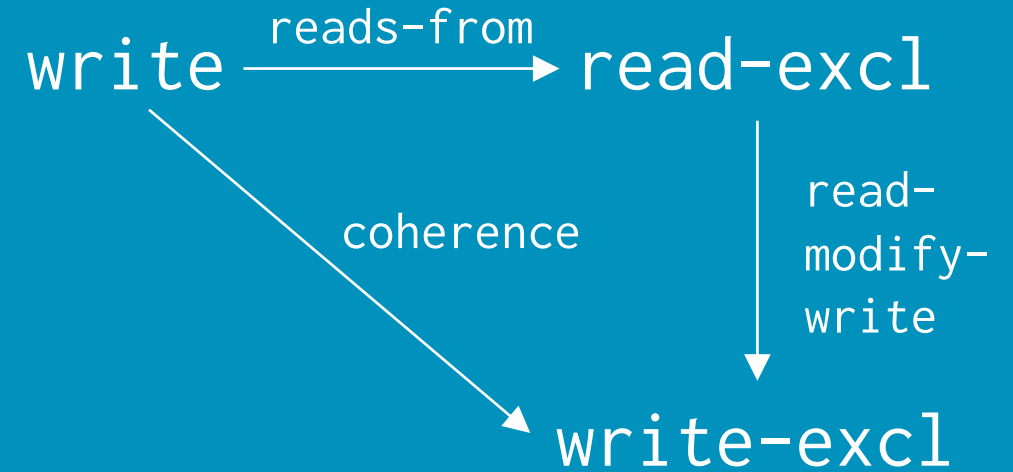 reads-from
write
read-excl
read-
modify-
write
coherence
write-excl